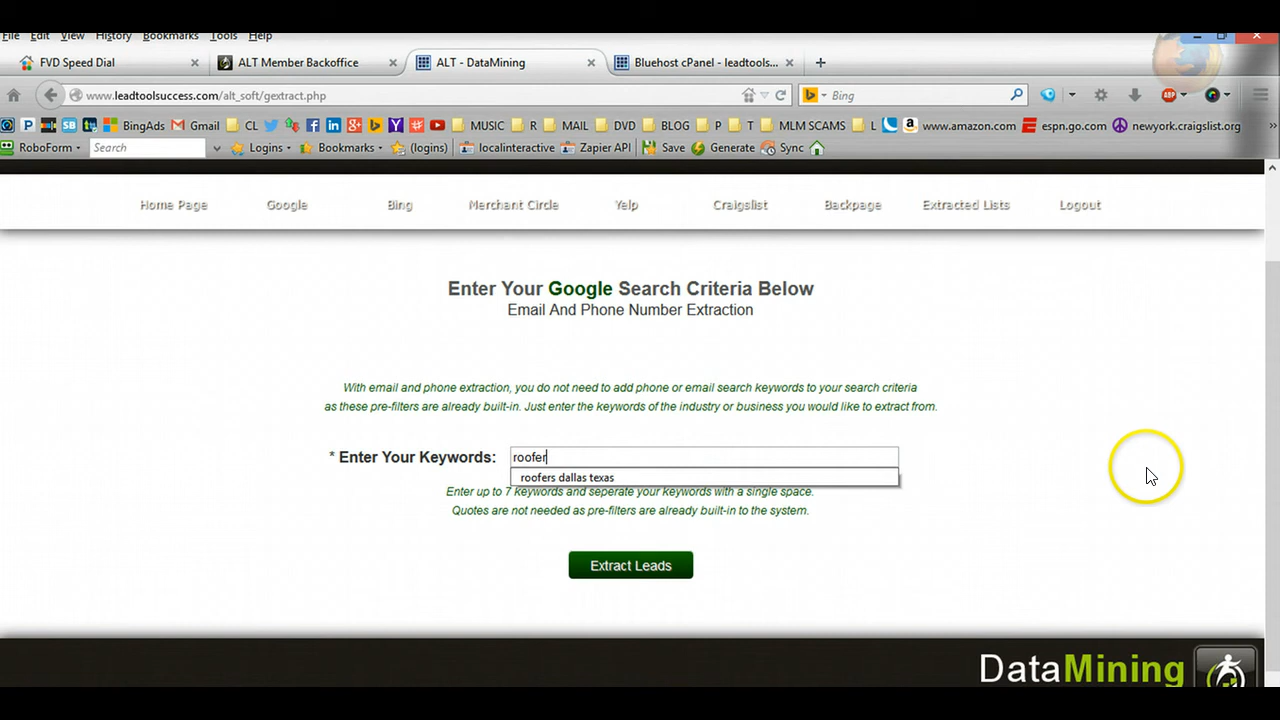 File Edit View History Bookmarks Tools Help
FVD Speed Dial ALT Member Backoffice ALT - DataMining Bluehost cPanel - leadtools...
www.leadtoolsuccess.com/alt_soft/gextract.php Bing
BingAds Gmail CL MUSIC R MAIL DVD BLOG P T MLM SCAMS L www.amazon.com espn.go.com newyork.craigslist.org
RoboForm Search Logins Bookmarks (logins) localinteractive Zapier API Save Generate Sync
Home Page Google Bing Merchant Circle Yelp Craigslist Backpage Extracted Lists Logout
Enter Your Google Search Criteria Below
Email And Phone Number Extraction
With email and phone extraction, you do not need to add phone or email search keywords to your search criteria
as these pre-filters are already built-in. Just enter the keywords of the industry or business you would like to extract from.
* Enter Your Keywords: roofer
roofers dallas texas
Enter up to 7 keywords and seperate your keywords with a single space.
Quotes are not needed as pre-filters are already built-in to the system.
Extract Leads
DataMining